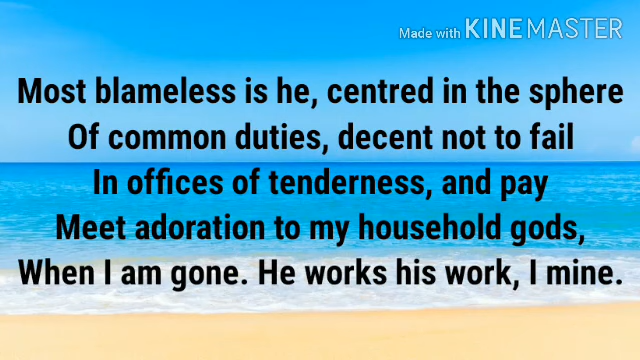 Made with KINEMASTER
Most blameless is he, centred in the sphere
Of common duties, decent not to fail
In offices of tenderness, and pay
Meet adoration to my household gods,
When I am gone. He works his work, I mine.